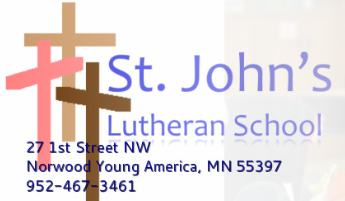 St. John's
Lutheran School
27 1st Street NW
Norwood Young America, MN 55397
952-467-3461